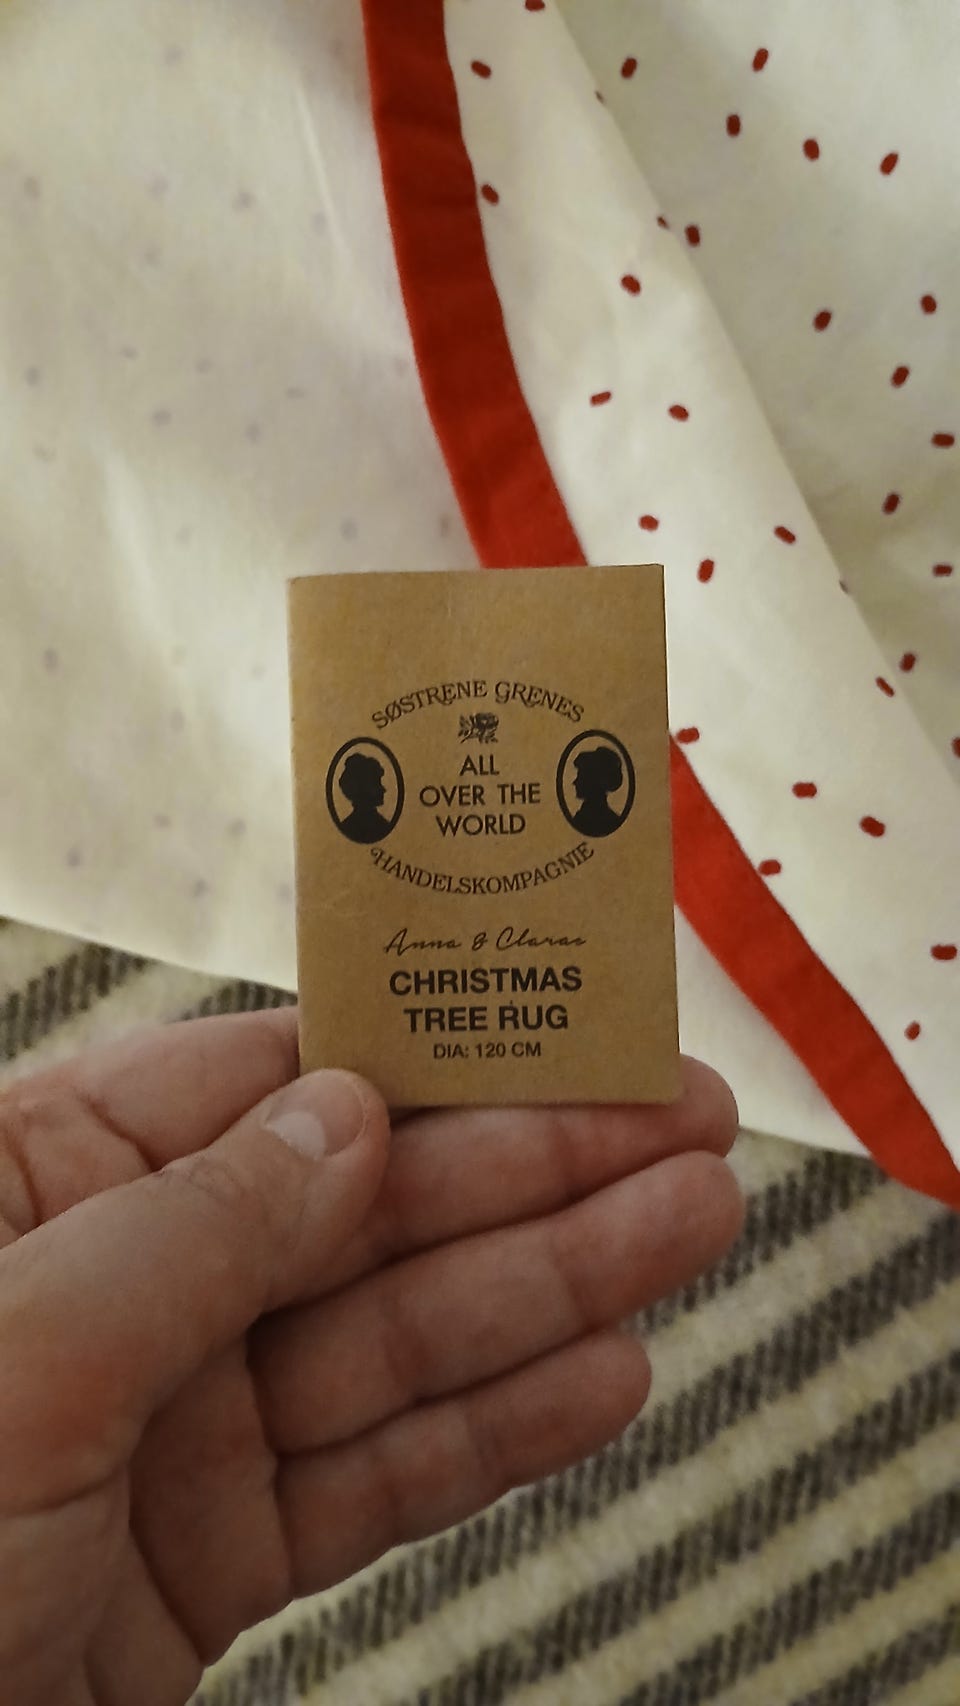 SØSTRENE GRENES
ALL
OVER THE
WORLD
HANDELSKOMPAGNIE
Anna & Claras
CHRISTMAS
TREE RUG
DIA: 120 CM